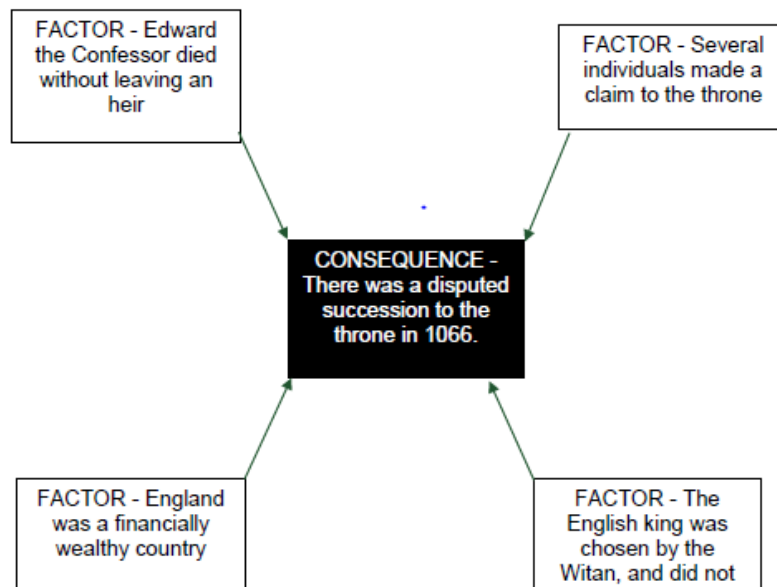 FACTOR - Edward
the Confessor died
without leaving an
heir
FACTOR - Several
individuals made a
claim to the throne
CONSEQUENCE -
There was a disputed
succession to the
throne in 1066.
FACTOR - England
was a financially
wealthy country
FACTOR - The
English king was
chosen by the
Witan, and did not